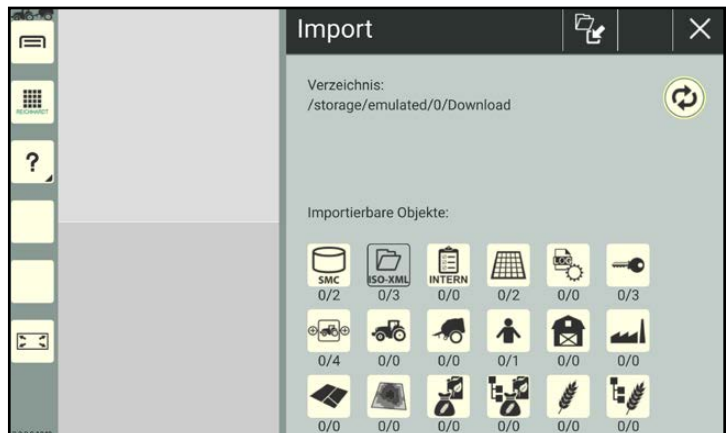 Import
REICHHARDT
Verzeichnis:
/storage/emulated/0/Download
?
Importierbare Objekte:
SMC
ISO-XML
INTERN
LOG
0/2
0/3
0/0
0/2
0/0
0/3
0/4
0/0
0/0
0/1
0/0
0/0
0/0
0/0
0/0
0/0
0/0
0/0